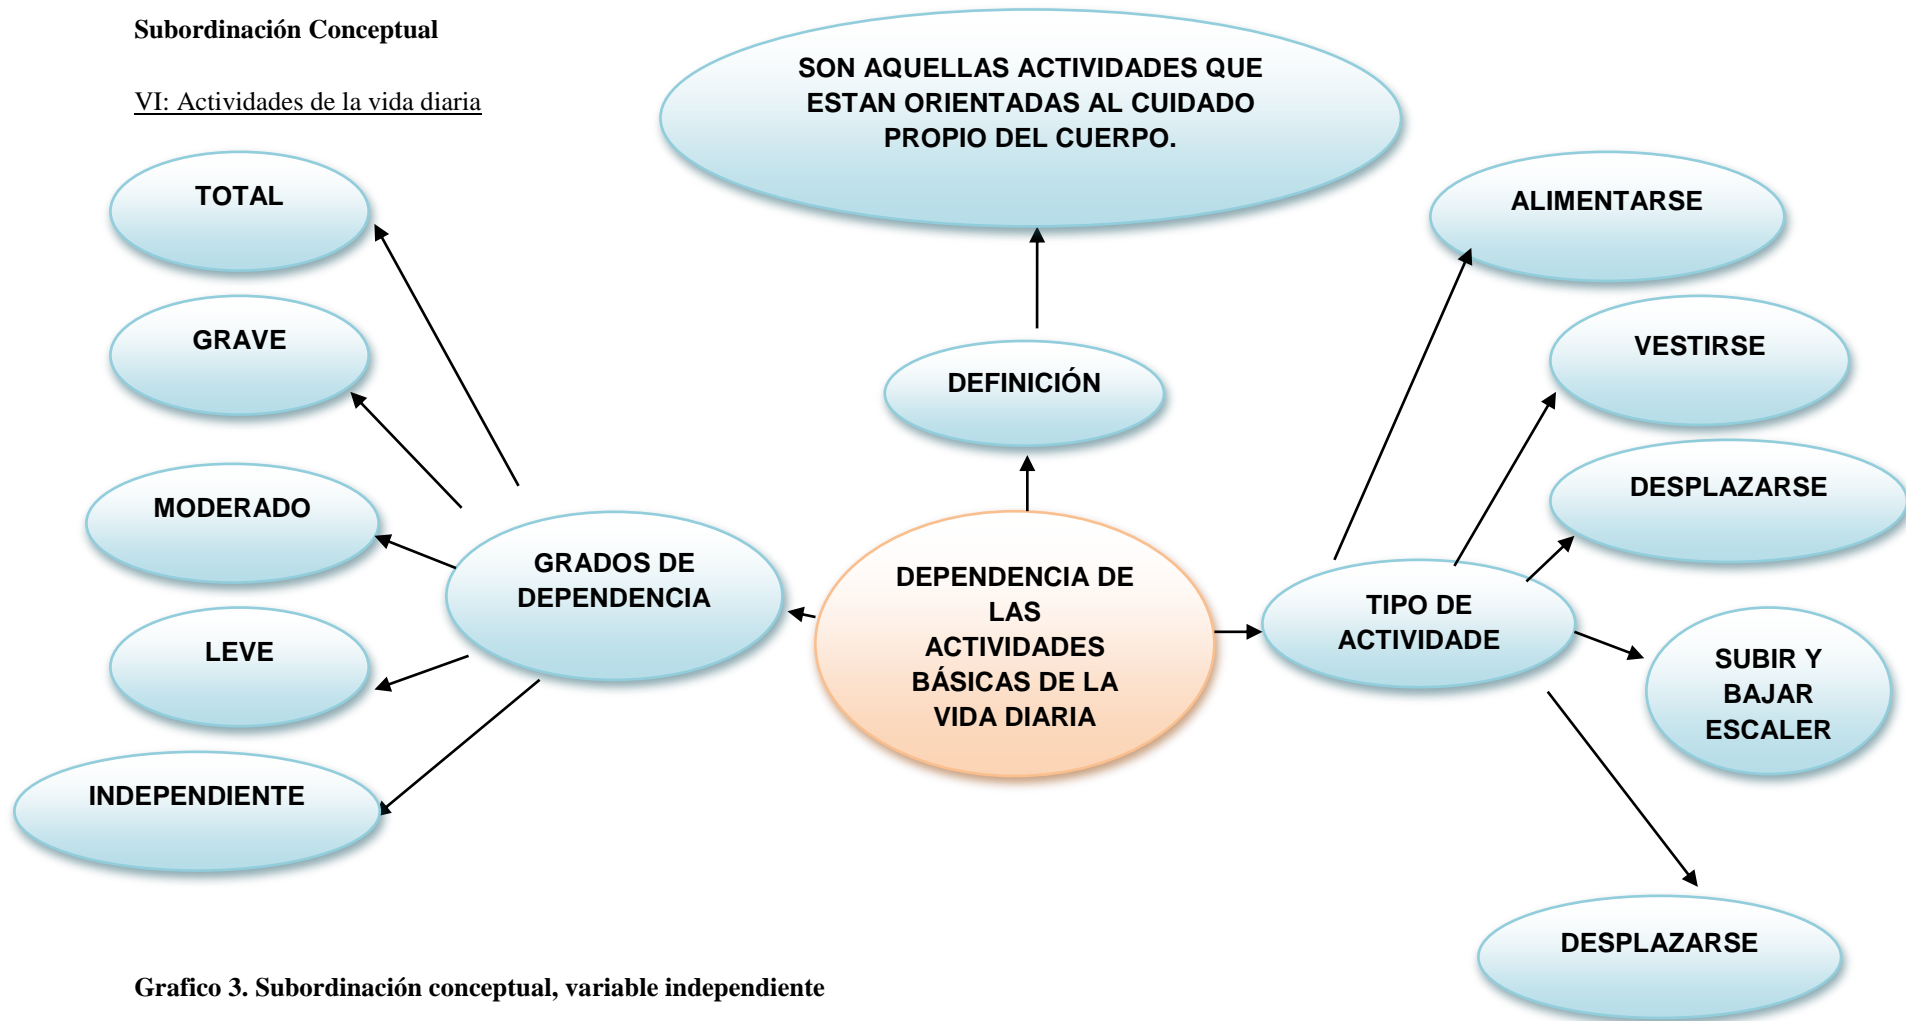 Subordinación Conceptual
VI: Actividades de la vida diaria
SON AQUELLAS ACTIVIDADES QUE
ESTAN ORIENTADAS AL CUIDADO
PROPIO DEL CUERPO.
TOTAL
GRAVE
MODERADO
LEVE
INDEPENDIENTE
GRADOS DE
DEPENDENCIA
DEFINICIÓN
DEPENDENCIA DE
LAS
ACTIVIDADES
BÁSICAS DE LA
VIDA DIARIA
TIPO DE
ACTIVIDADE
ALIMENTARSE
VESTIRSE
DESPLAZARSE
SUBIR Y
BAJAR
ESCALER
DESPLAZARSE
Grafico 3. Subordinación conceptual, variable independiente